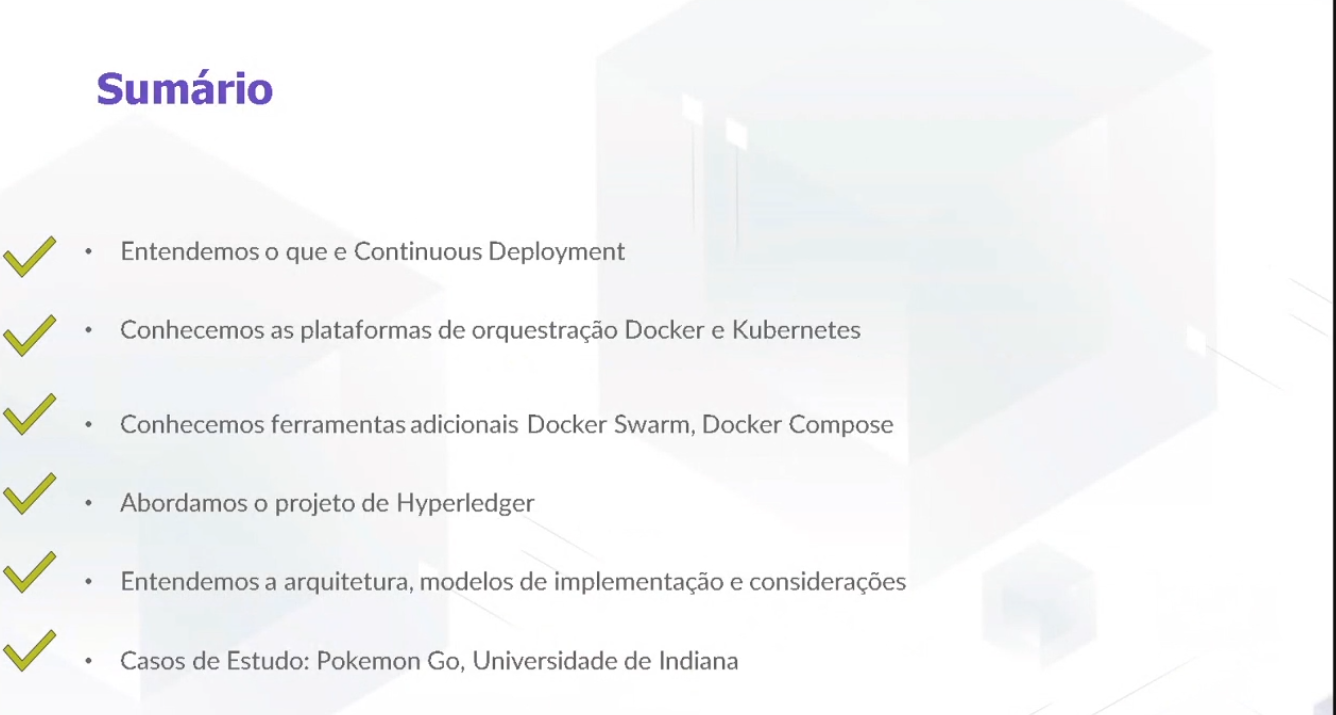 Sumário
• Entendemos o que e Continuous Deployment
• Conhecemos as plataformas de orquestração Docker e Kubernetes
• Conhecemos ferramentas adicionais Docker Swarm, Docker Compose
• Abordamos o projeto de Hyperledger
• Entendemos a arquitetura, modelos de implementação e considerações
• Casos de Estudo: Pokemon Go, Universidade de Indiana